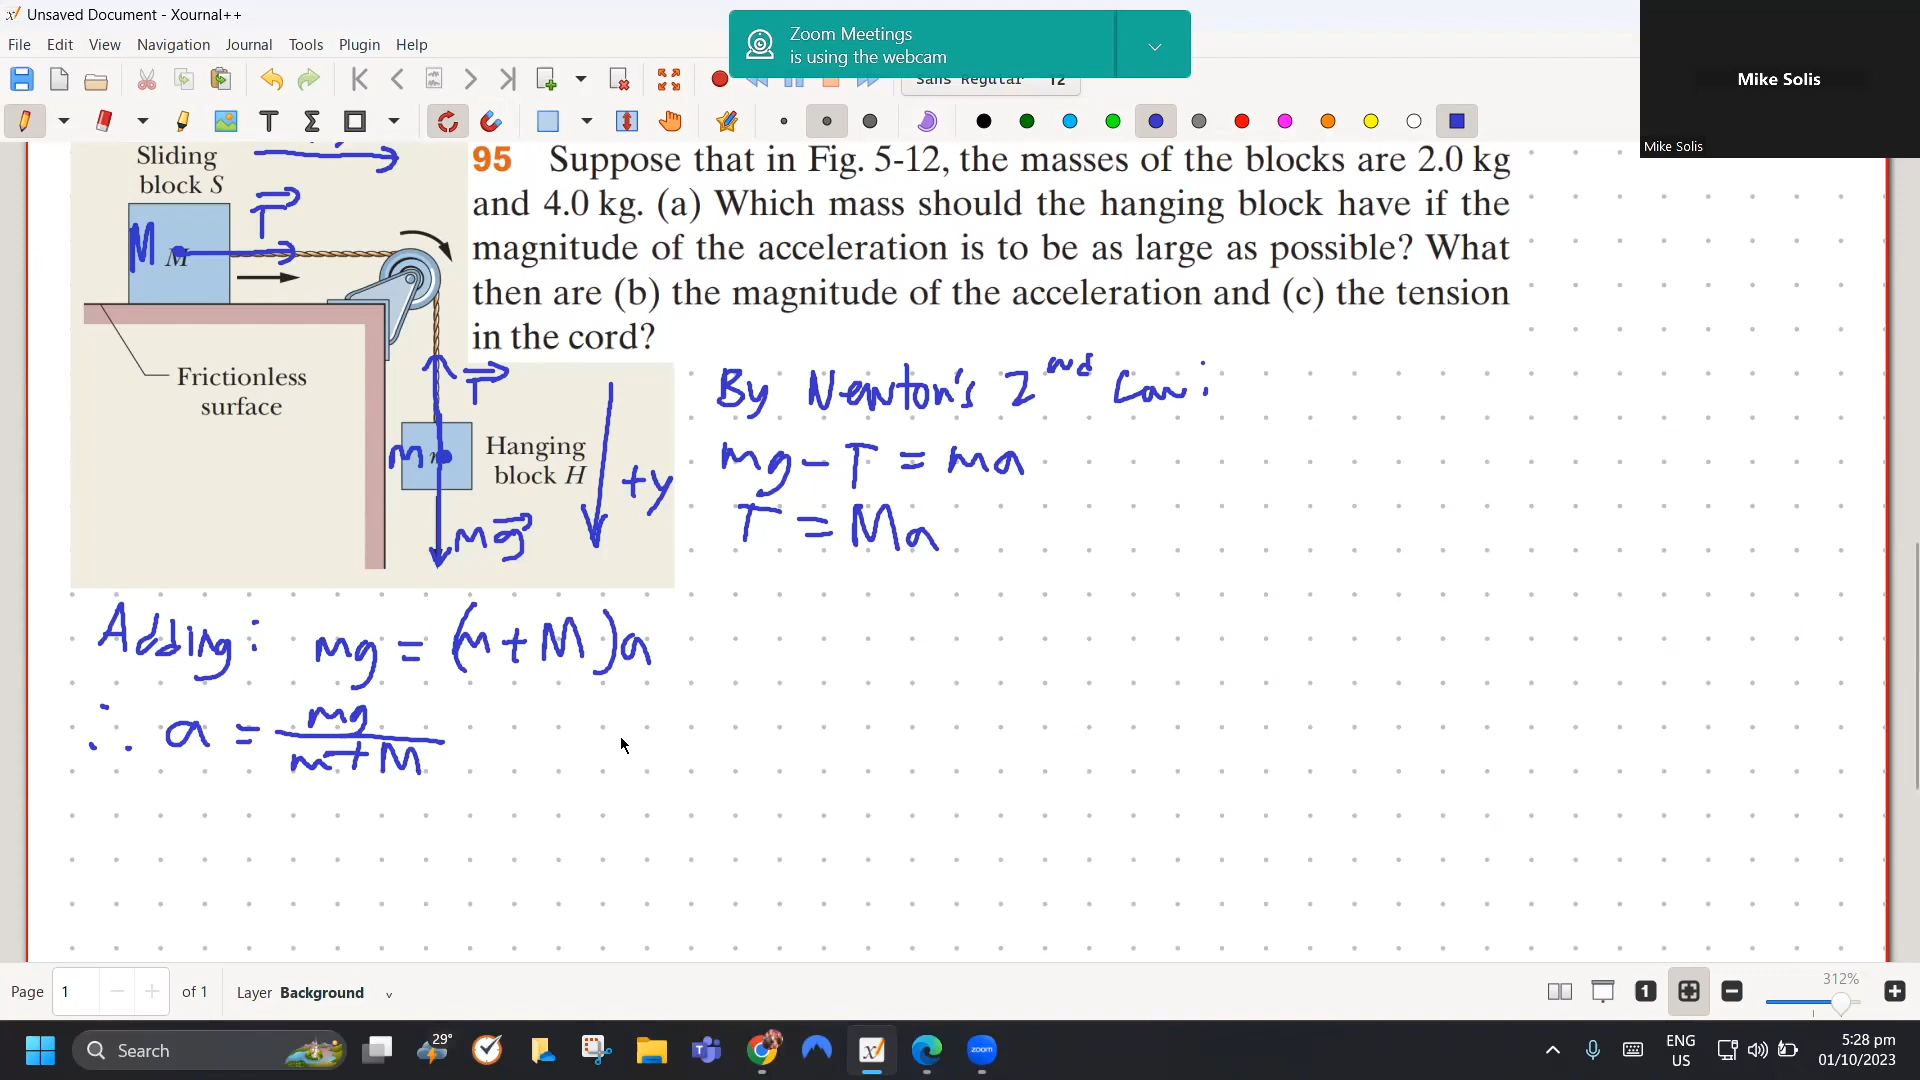 Unsaved Document - Xournal++
File Edit View Navigation Journal Tools Plugin Help
Zoom Meetings
is using the webcam
Sans Regular 12
Mike Solis
Mike Solis
Sliding
block S
T
M
M
Frictionless
surface
T
m
Hanging
block H
+y
mg
95 Suppose that in Fig. 5-12, the masses of the blocks are 2.0 kg
and 4.0 kg. (a) Which mass should the hanging block have if the
magnitude of the acceleration is to be as large as possible? What
then are (b) the magnitude of the acceleration and (c) the tension
in the cord?
By Newton's 2nd Law:
mg - T = ma
T = Ma
Adding: mg = (m + M)a
∴ a = mg
m + M
Page 1 of 1 Layer Background
1
312%
Search
29°
zoom
ENG
US
5:28 pm
01/10/2023